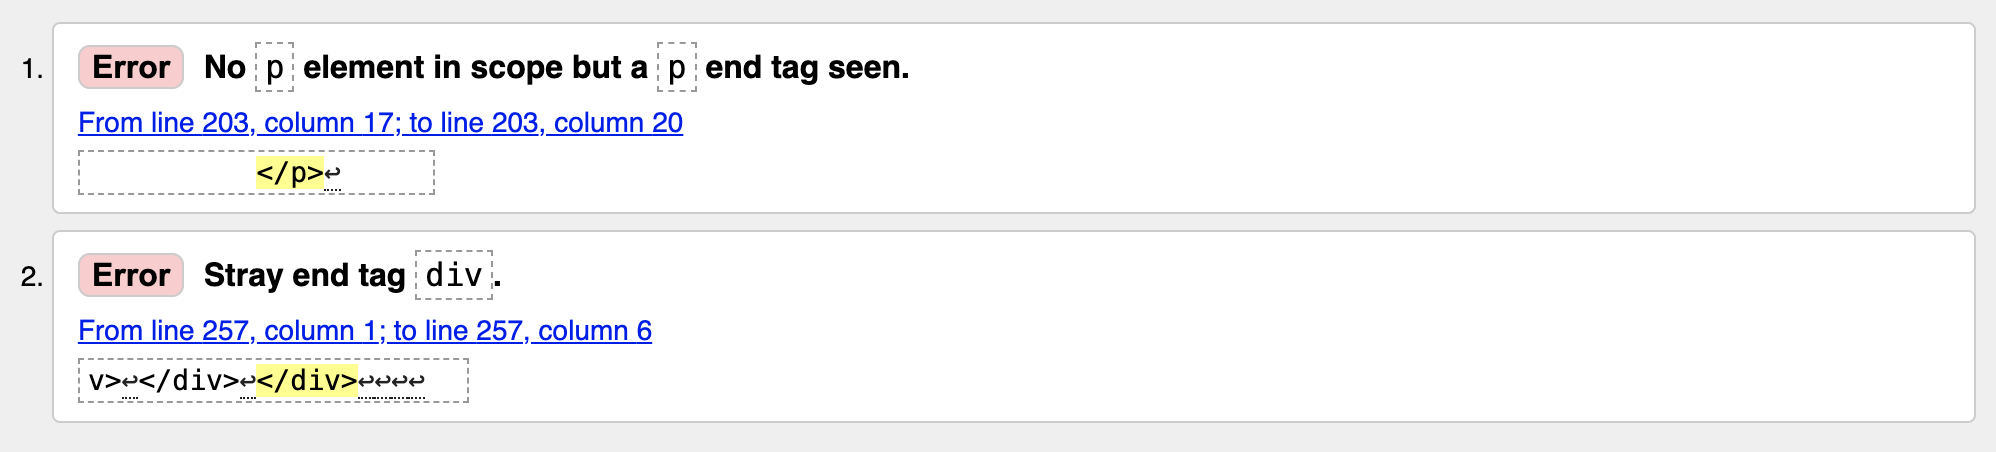 1. Error No p element in scope but a p end tag seen.
From line 203, column 17; to line 203, column 20
</p>↩
2. Error Stray end tag div.
From line 257, column 1; to line 257, column 6
v>↩</div>↩</div>↩↩↩↩